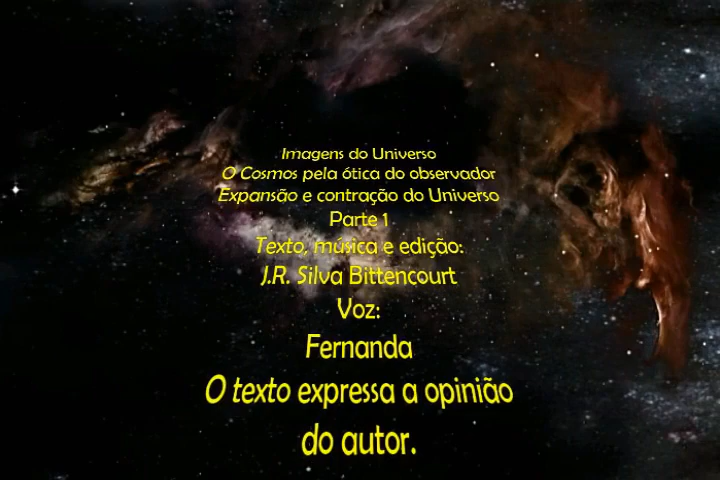 Imagens do Universo
O Cosmos pela ótica do observador
Expansão e contração do Universo
Parte 1
Texto, música e edição:
J.R. Silva Bittencourt
Voz:
Fernanda
O texto expressa a opinião
do autor.